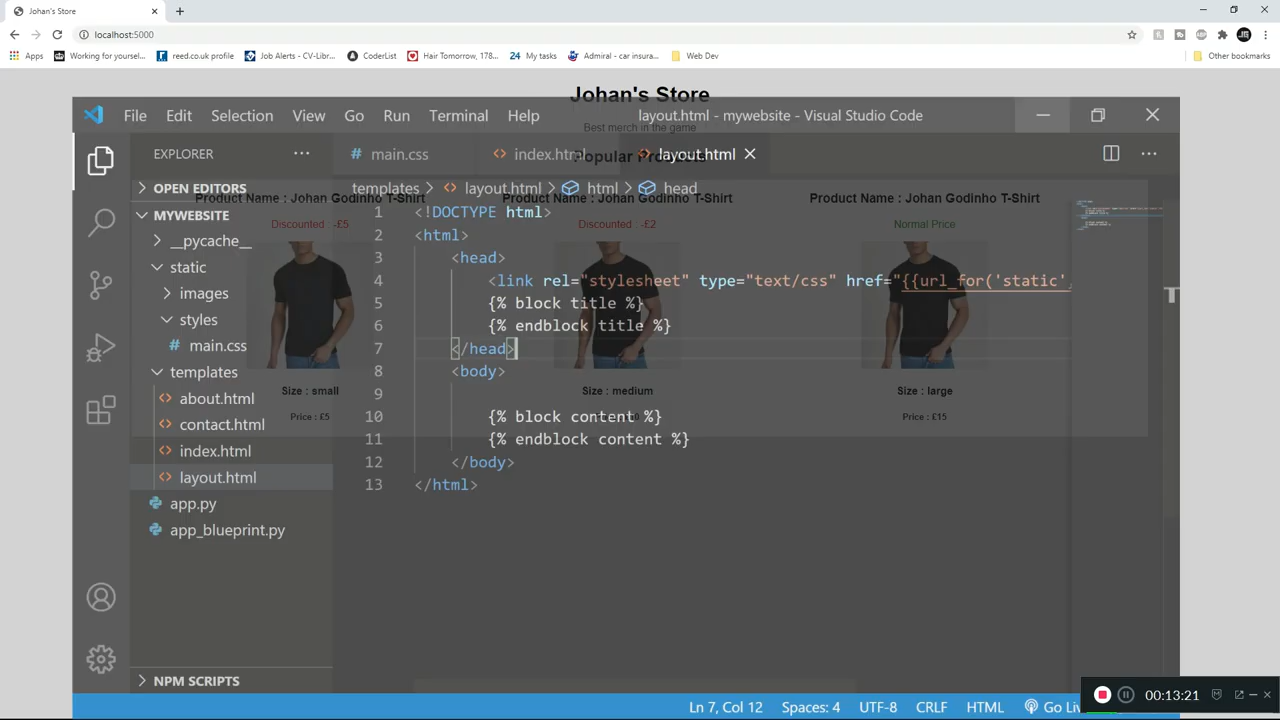 Johan's Store
localhost:5000
Apps
Working for yoursel...
reed.co.uk profile
Job Alerts - CV-Libr...
CoderList
Hair Tomorrow, 178...
24 My tasks
Admiral - car insura...
Web Dev
Other bookmarks
Johan's Store
Best merch in the game
File Edit Selection View Go Run Terminal Help
layout.html - mywebsite - Visual Studio Code
EXPLORER
# main.css
index.html
layout.html
OPEN EDITORS
templates > layout.html > html > head
Product Name : Johan Godinho T-Shirt
Product Name : Johan Godinho T-Shirt
Product Name : Johan Godinho T-Shirt
Discounted : -£5
Discounted : -£2
Normal Price
MYWEBSITE
__pycache__
static
images
styles
# main.css
templates
about.html
contact.html
index.html
layout.html
app.py
app_blueprint.py
NPM SCRIPTS
1 <!DOCTYPE html>
2 <html>
3 <head>
4 <link rel="stylesheet" type="text/css" href="{{url_for('static',
5 {% block title %}
6 {% endblock title %}
7 </head>
8 <body>
9
10 {% block content %}
11 {% endblock content %}
12 </body>
13 </html>
Size : small
Size : medium
Size : large
Price : £5
Price : £15
Ln 7, Col 12
Spaces: 4
UTF-8
CRLF
HTML
Go Liv
00:13:21